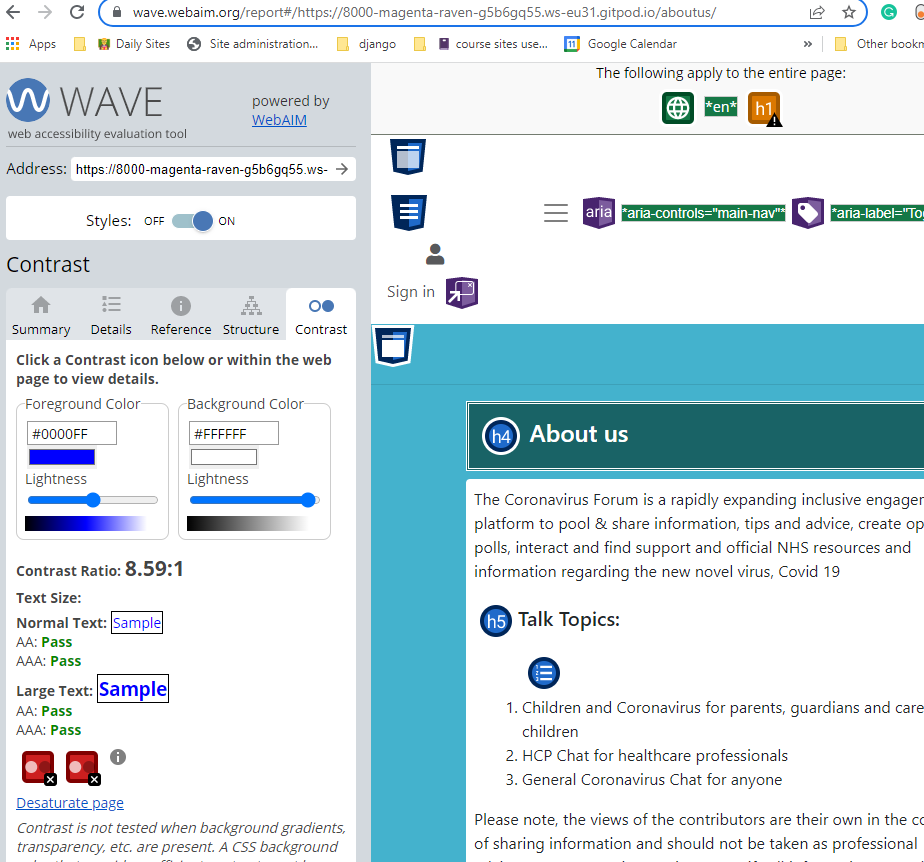 wave.webaim.org/report#/https://8000-magenta-raven-g5b6gq55.ws-eu31.gitpod.io/aboutus/
G
Apps
Daily Sites
Site administration...
django
course sites use...
11
Google Calendar
»
Other bookm
WAVE
powered by
WebAIM
web accessibility evaluation tool
Address: https://8000-magenta-raven-g5b6gq55.ws-
Styles: OFF ON
Contrast
Summary Details Reference Structure Contrast
Click a Contrast icon below or within the web
page to view details.
Foreground Color
#0000FF
Lightness
Background Color
#FFFFFF
Lightness
Contrast Ratio: 8.59:1
Text Size:
Normal Text: Sample
AA: Pass
AAA: Pass
Large Text: Sample
AA: Pass
AAA: Pass
Desaturate page
Contrast is not tested when background gradients,
transparency, etc. are present. A CSS background
The following apply to the entire page:
*en* h1
aria *aria-controls="main-nav"* *aria-label="To
Sign in
h4 About us
The Coronavirus Forum is a rapidly expanding inclusive engager
platform to pool & share information, tips and advice, create op
polls, interact and find support and official NHS resources and
information regarding the new novel virus, Covid 19
h5 Talk Topics:
1. Children and Coronavirus for parents, guardians and care
children
2. HCP Chat for healthcare professionals
3. General Coronavirus Chat for anyone
Please note, the views of the contributors are their own in the co
of sharing information and should not be taken as professional